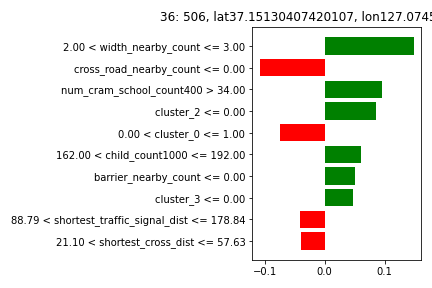 36: 506, lat37.15130407420107, lon127.0745
2.00 < width_nearby_count <= 3.00
cross_road_nearby_count <= 0.00
num_cram_school_count400 > 34.00
cluster_2 <= 0.00
0.00 < cluster_0 <= 1.00
162.00 < child_count1000 <= 192.00
barrier_nearby_count <= 0.00
cluster_3 <= 0.00
88.79 < shortest_traffic_signal_dist <= 178.84
21.10 < shortest_cross_dist <= 57.63
−0.1 0.0 0.1